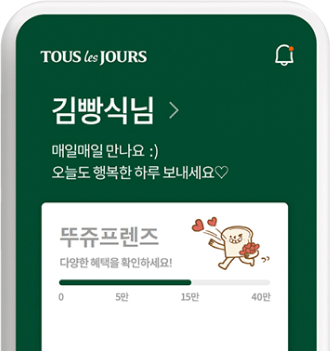 TOUS les JOURS
김빵식님
매일매일 만나요 :)
오늘도 행복한 하루 보내세요♡
뚜쥬프렌즈
다양한 혜택을 확인하세요!
0 5만 15만 40만